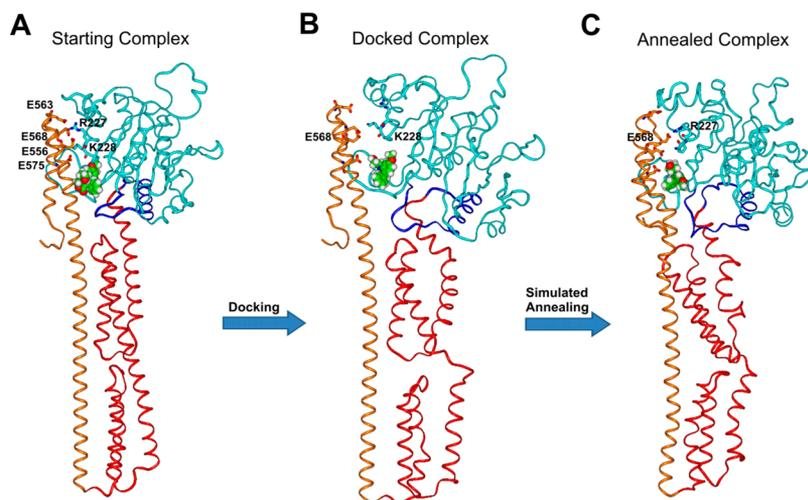 A
Starting Complex
E563
R227
E568
K228
E556
E575
Docking
B
Docked Complex
E568
K228
Simulated
Annealing
C
Annealed Complex
R227
E568